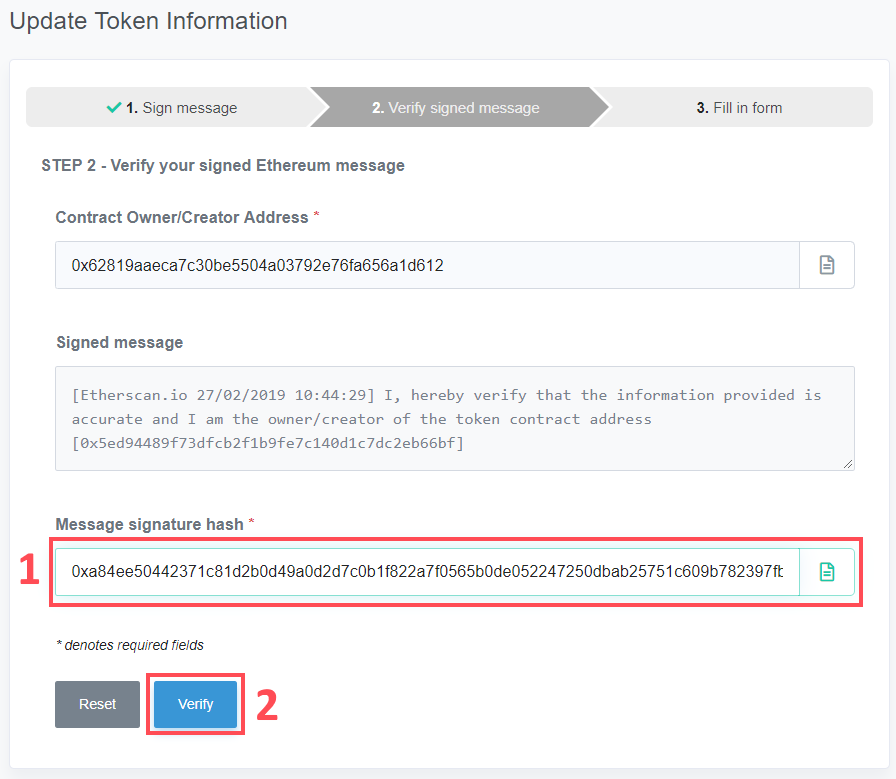 Update Token Information
1. Sign message
2. Verify signed message
3. Fill in form
STEP 2 - Verify your signed Ethereum message
Contract Owner/Creator Address *
0x62819aaeca7c30be5504a03792e76fa656a1d612
Signed message
[Etherscan.io 27/02/2019 10:44:29] I, hereby verify that the information provided is
accurate and I am the owner/creator of the token contract address
[0x5ed94489f73dfcb2f1b9fe7c140d1c7dc2eb66bf]
Message signature hash *
1
0xa84ee50442371c81d2b0d49a0d2d7c0b1f822a7f0565b0de052247250dbab25751c609b782397fb
* denotes required fields
Reset
Verify
2